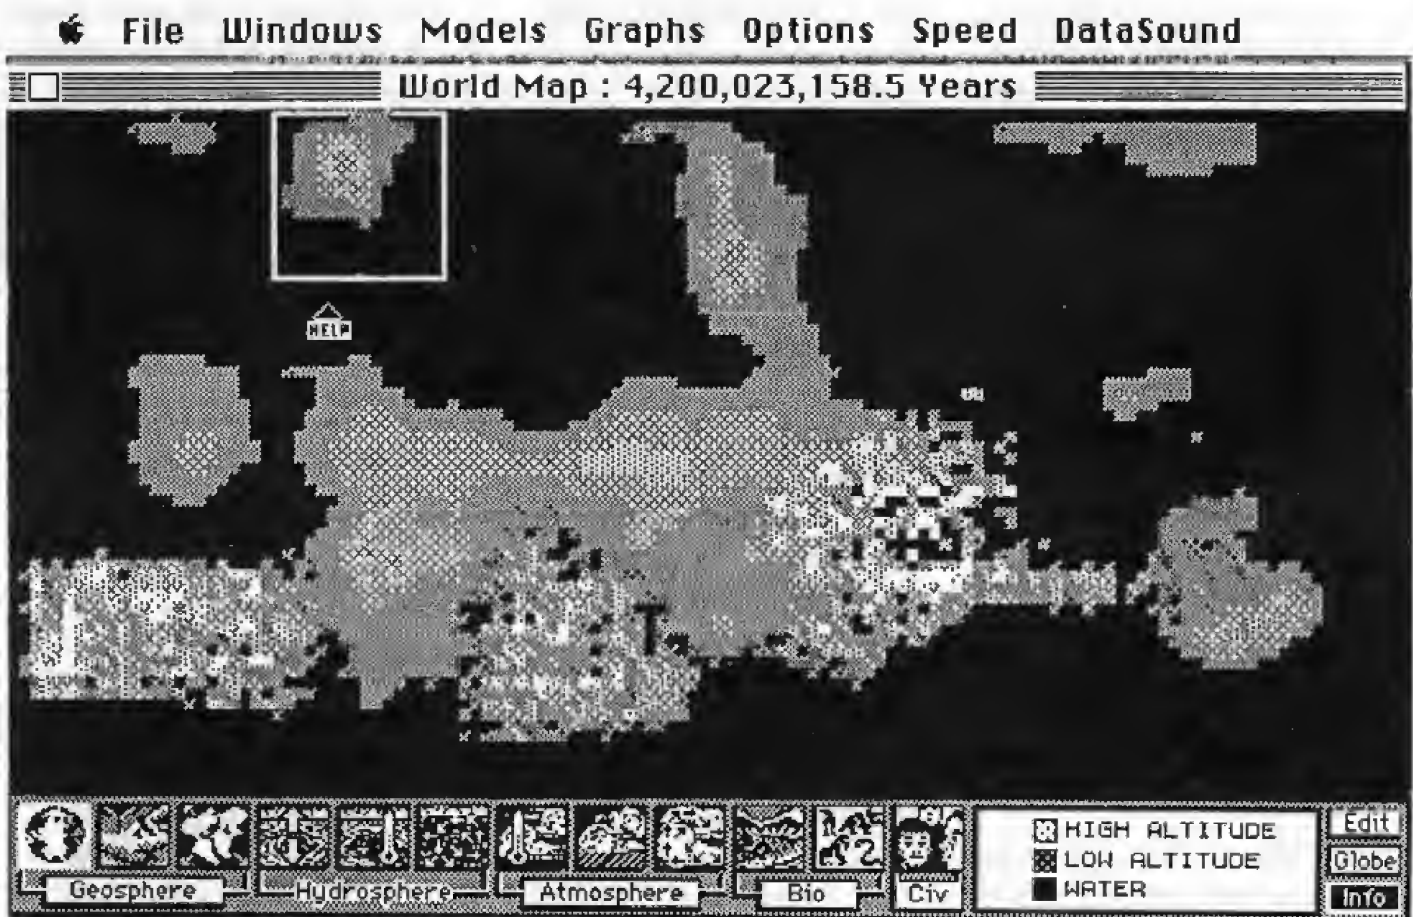 File Windows Models Graphs Options Speed DataSound
World Map : 4,200,023,158.5 Years
HELP
HIGH ALTITUDE
LOW ALTITUDE
WATER
Edit
Globe
Info
Geosphere Hydrosphere Atmosphere Bio Civ